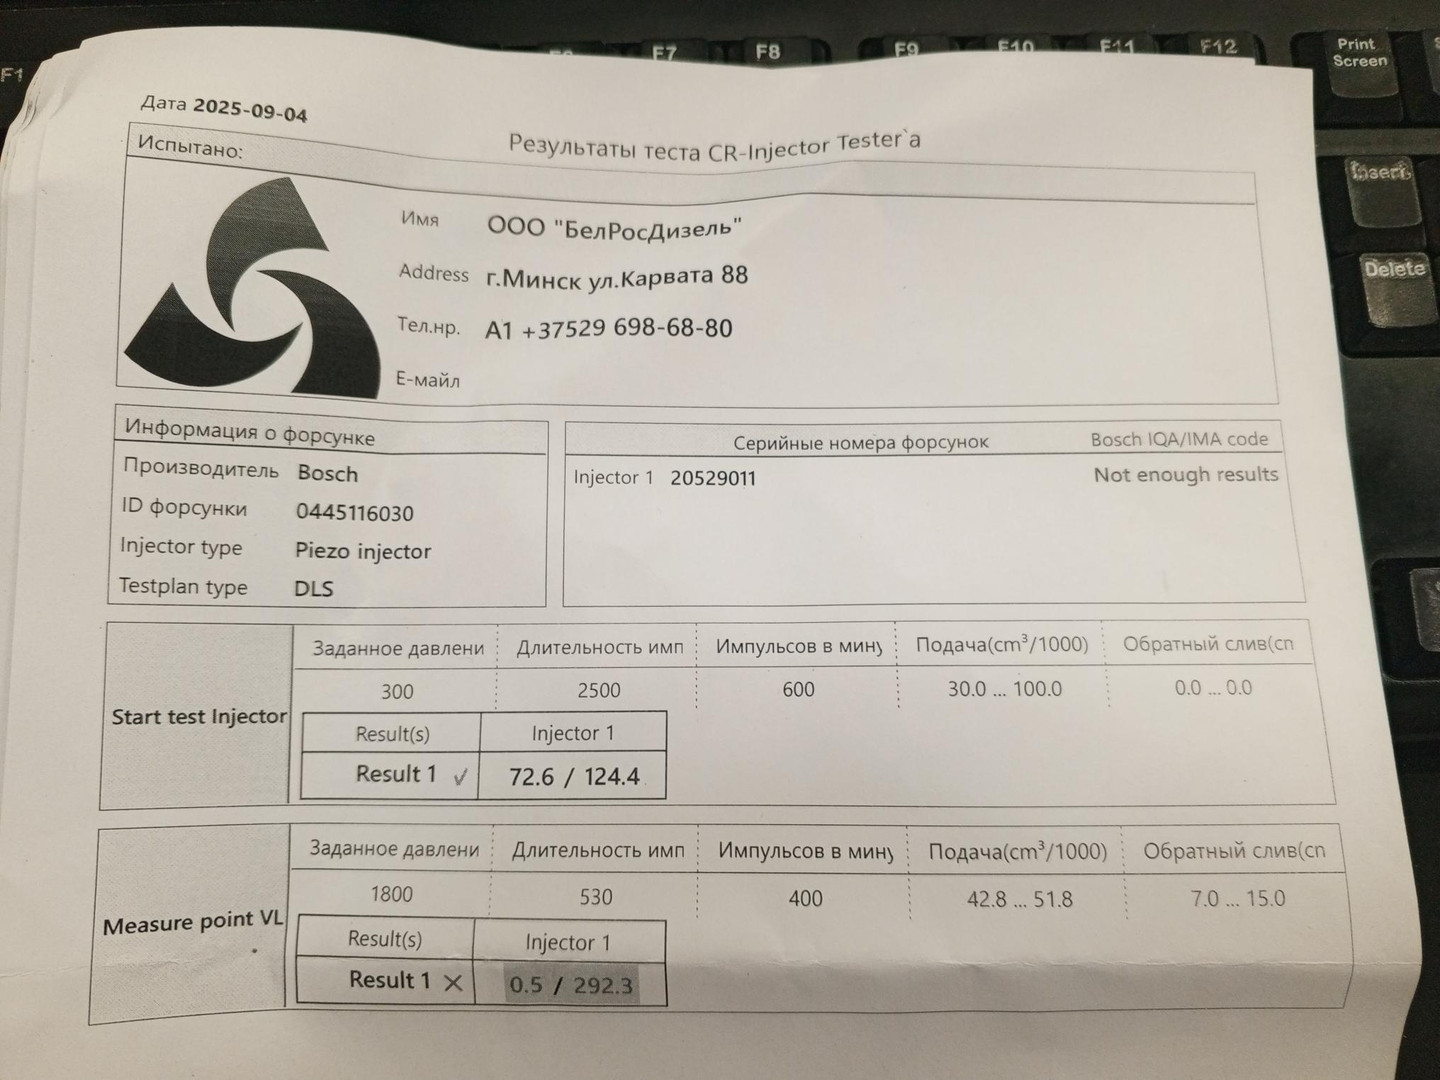 F1
F7
F8
F9
F10
F11
F12
Print
Screen
Insert
Delete
Дата 2025-09-04
Результаты теста CR-Injector Tester`а
Испытано:
Имя ООО "БелРосДизель"
Address г.Минск ул.Карвата 88
Тел.нр. А1 +37529 698-68-80
Е-майл
Информация о форсунке
Производитель Bosch
ID форсунки 0445116030
Injector type Piezo injector
Testplan type DLS
Серийные номера форсунок Bosch IQA/IMA code
Injector 1 20529011 Not enough results
Start test Injector
Заданное давлени Длительность имп Импульсов в мину Подача(cm³/1000) Обратный слив(сп
300 2500 600 30.0 ... 100.0 0.0 ... 0.0
Result(s) Injector 1
Result 1 ✓ 72.6 / 124.4
Measure point VL
Заданное давлени Длительность имп Импульсов в мину Подача(cm³/1000) Обратный слив(сп
1800 530 400 42.8 ... 51.8 7.0 ... 15.0
Result(s) Injector 1
Result 1 ✕ 0.5 / 292.3